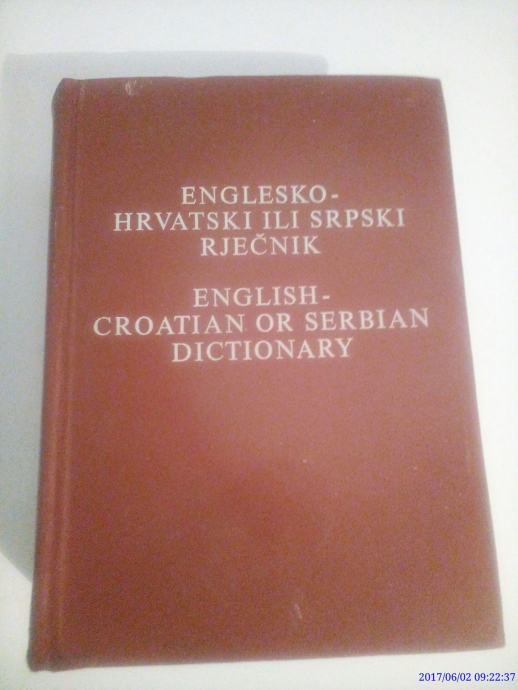 ENGLESKO-
HRVATSKI ILI SRPSKI
RJEČNIK
ENGLISH-
CROATIAN OR SERBIAN
DICTIONARY
2017/06/02 09:22:37